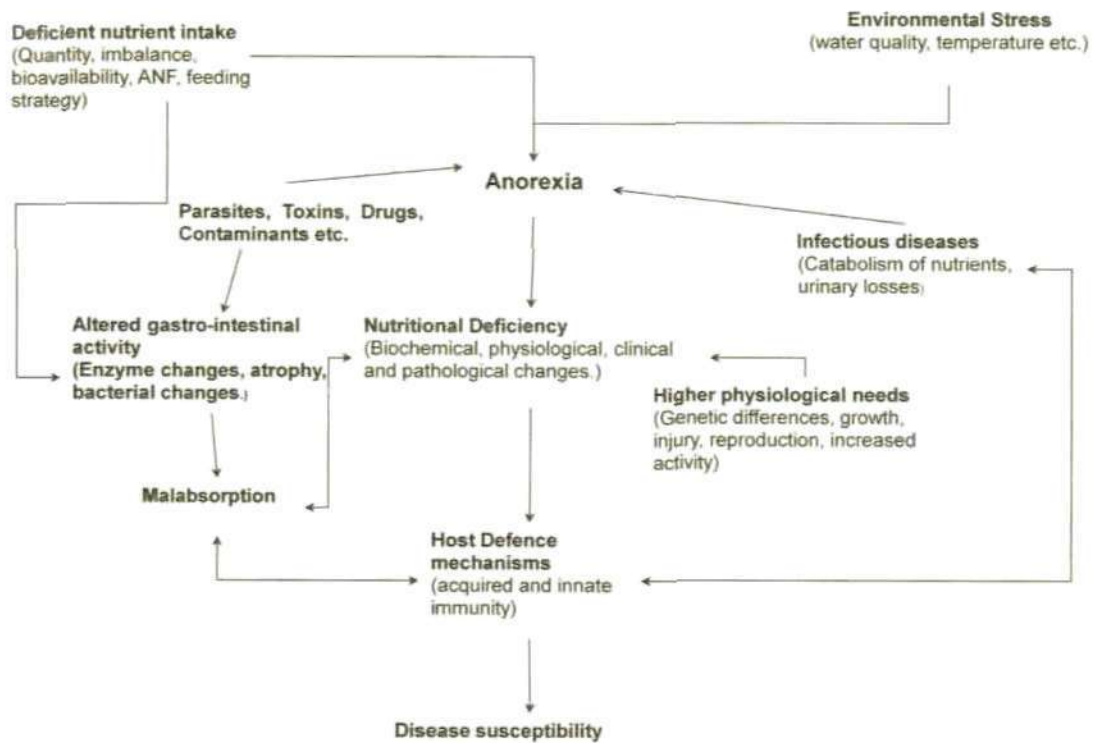 Deficient nutrient intake
(Quantity, imbalance,
bioavailability, ANF, feeding
strategy)
Environmental Stress
(water quality, temperature etc.)
Anorexia
Parasites, Toxins, Drugs,
Contaminants etc.
Infectious diseases
(Catabolism of nutrients,
urinary losses)
Altered gastro-intestinal
activity
(Enzyme changes, atrophy,
bacterial changes.)
Nutritional Deficiency
(Biochemical, physiological, clinical
and pathological changes.)
Higher physiological needs
(Genetic differences, growth,
injury, reproduction, increased
activity)
Malabsorption
Host Defence
mechanisms
(acquired and innate
immunity)
Disease susceptibility